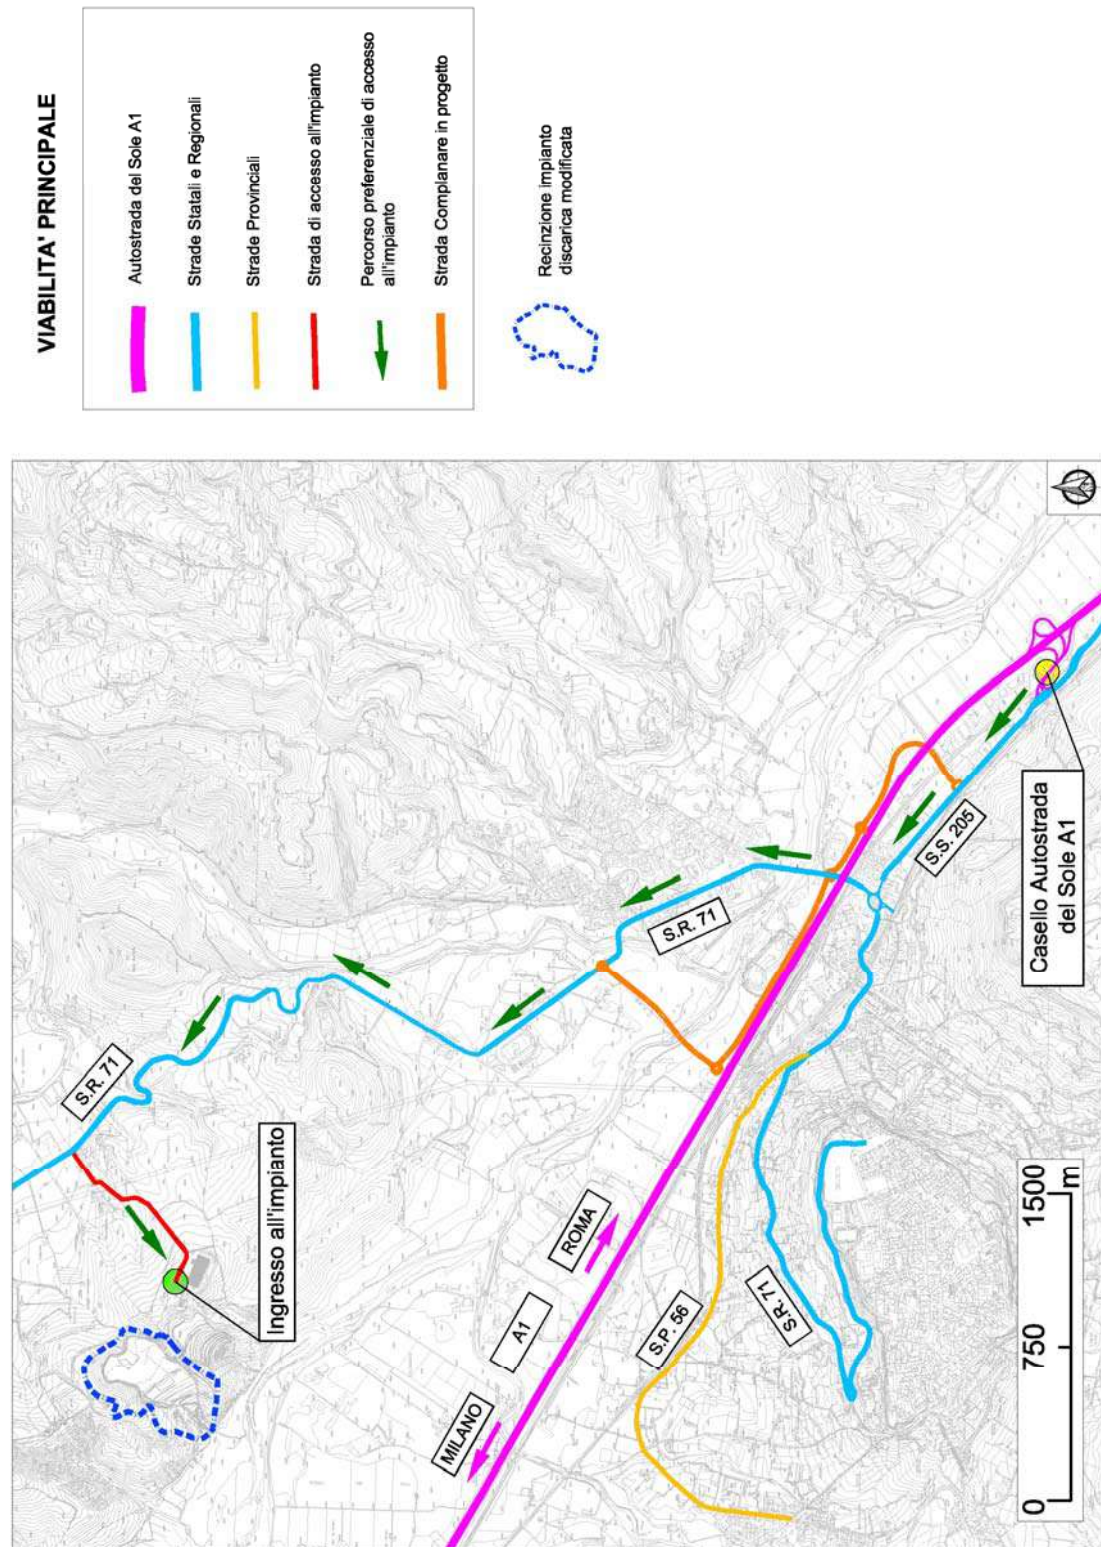 VIABILITA' PRINCIPALE
Autostrada del Sole A1
Strade Statali e Regionali
Strade Provinciali
Strada di accesso all'impianto
Percorso preferenziale di accesso
all'impianto
Strada Complanare in progetto
Recinzione impianto
discarica modificata
S.R. 71
Ingresso all'impianto
MILANO
A1
ROMA
S.R. 71
S.P. 56
S.R. 71
S.S. 205
Casello Autostrada
del Sole A1
0
750
1500
m